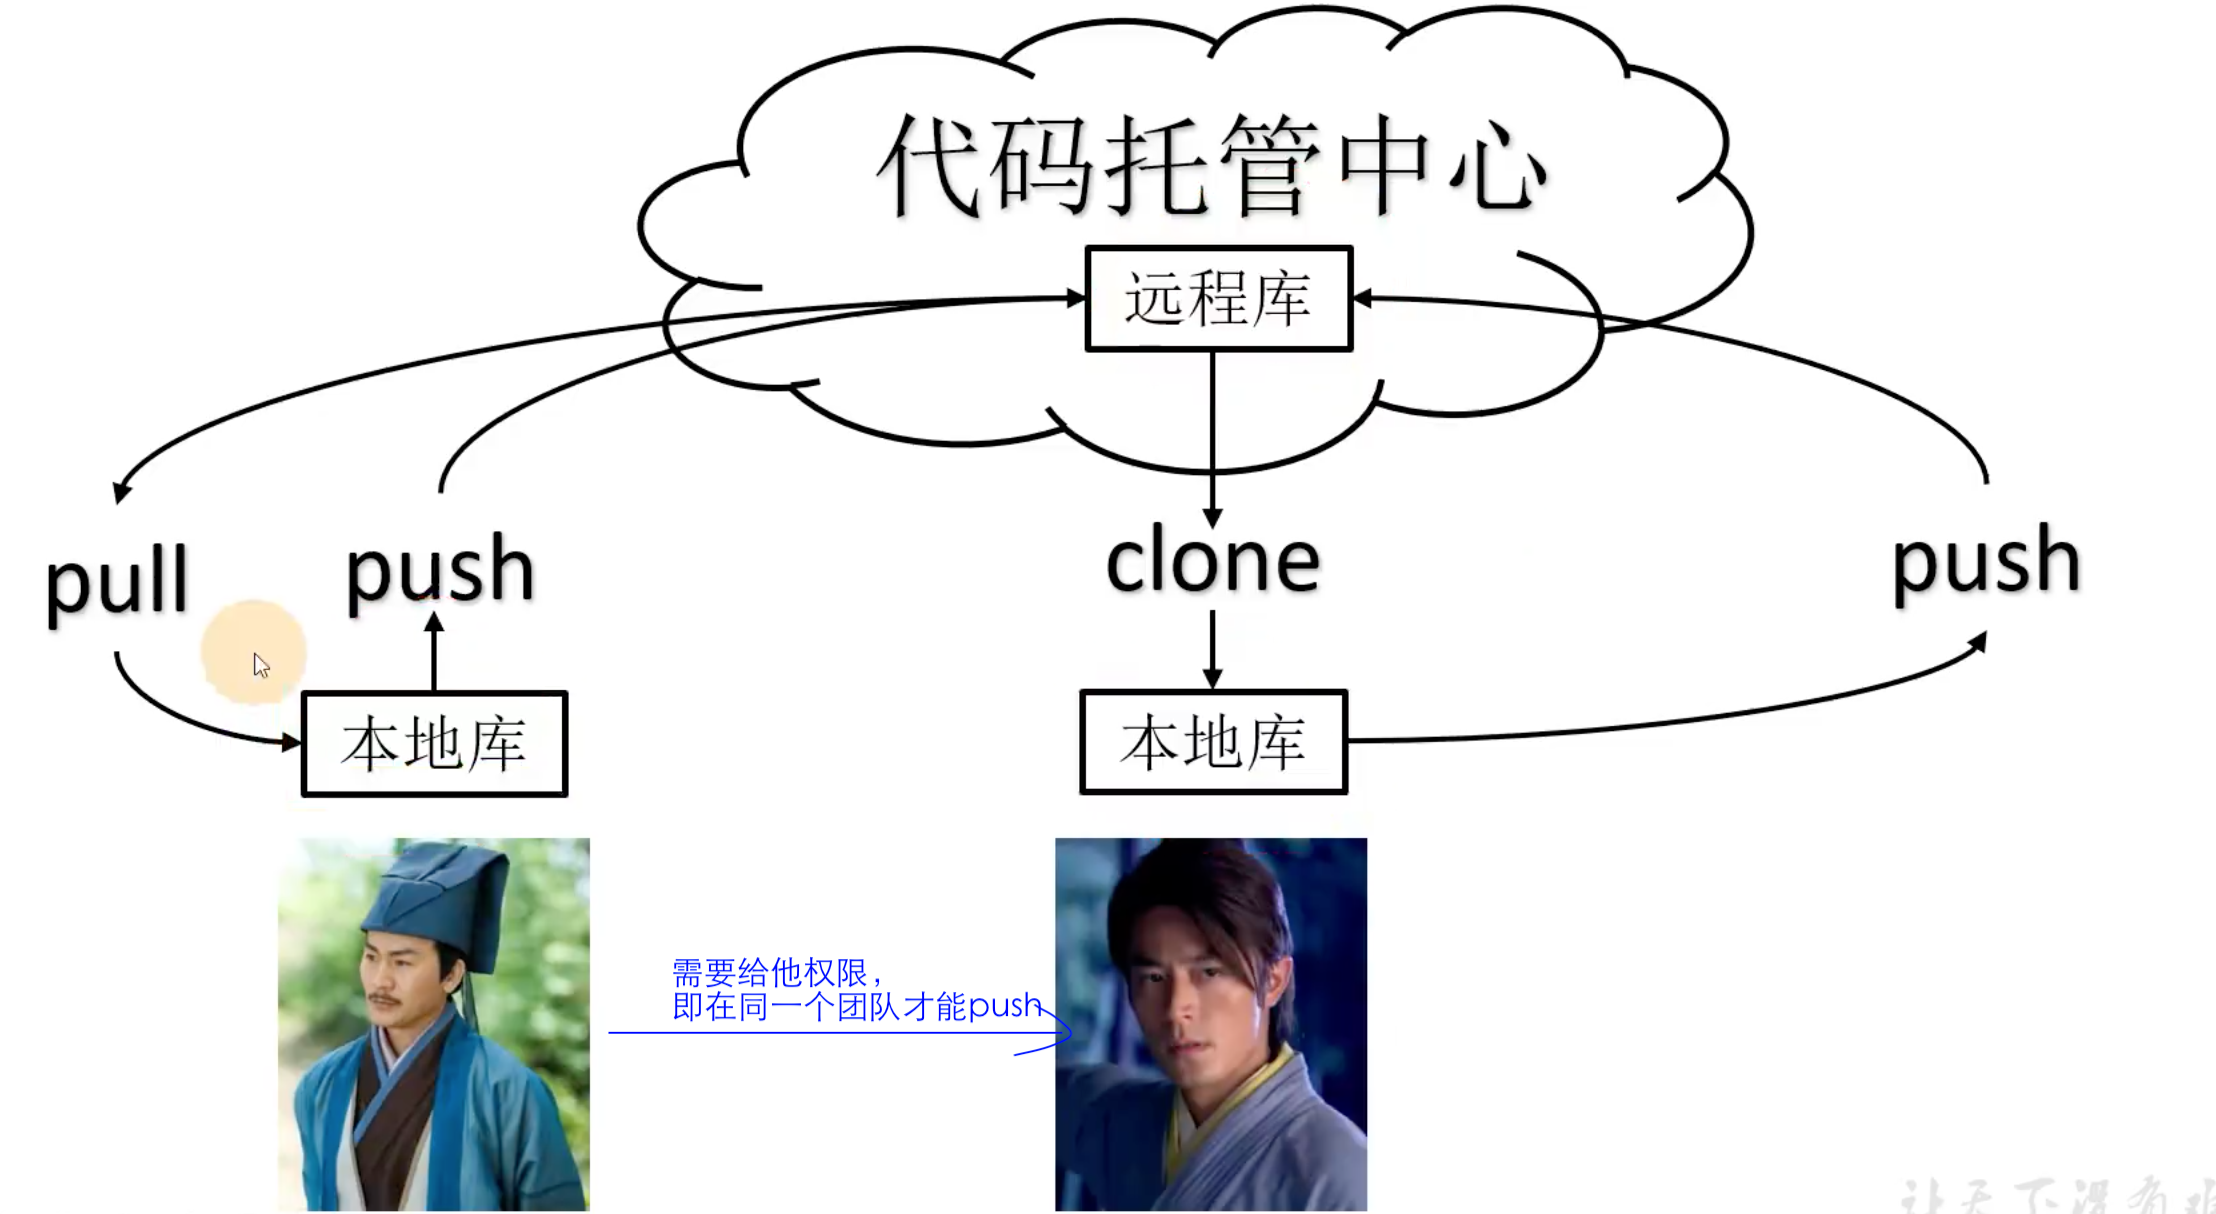 代码托管中心
远程库
pull
push
clone
push
本地库
本地库
需要给他权限，
即在同一个团队才能push
让天下没有难